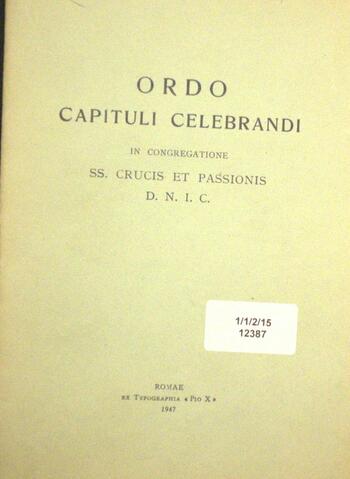 ORDO
CAPITULI CELEBRANDI
IN CONGREGATIONE
SS. CRUCIS ET PASSIONIS
D. N. I. C.
1/1/2/15
12387
ROMAE
EX TYPOGRAPHIA « PIO X »
1947